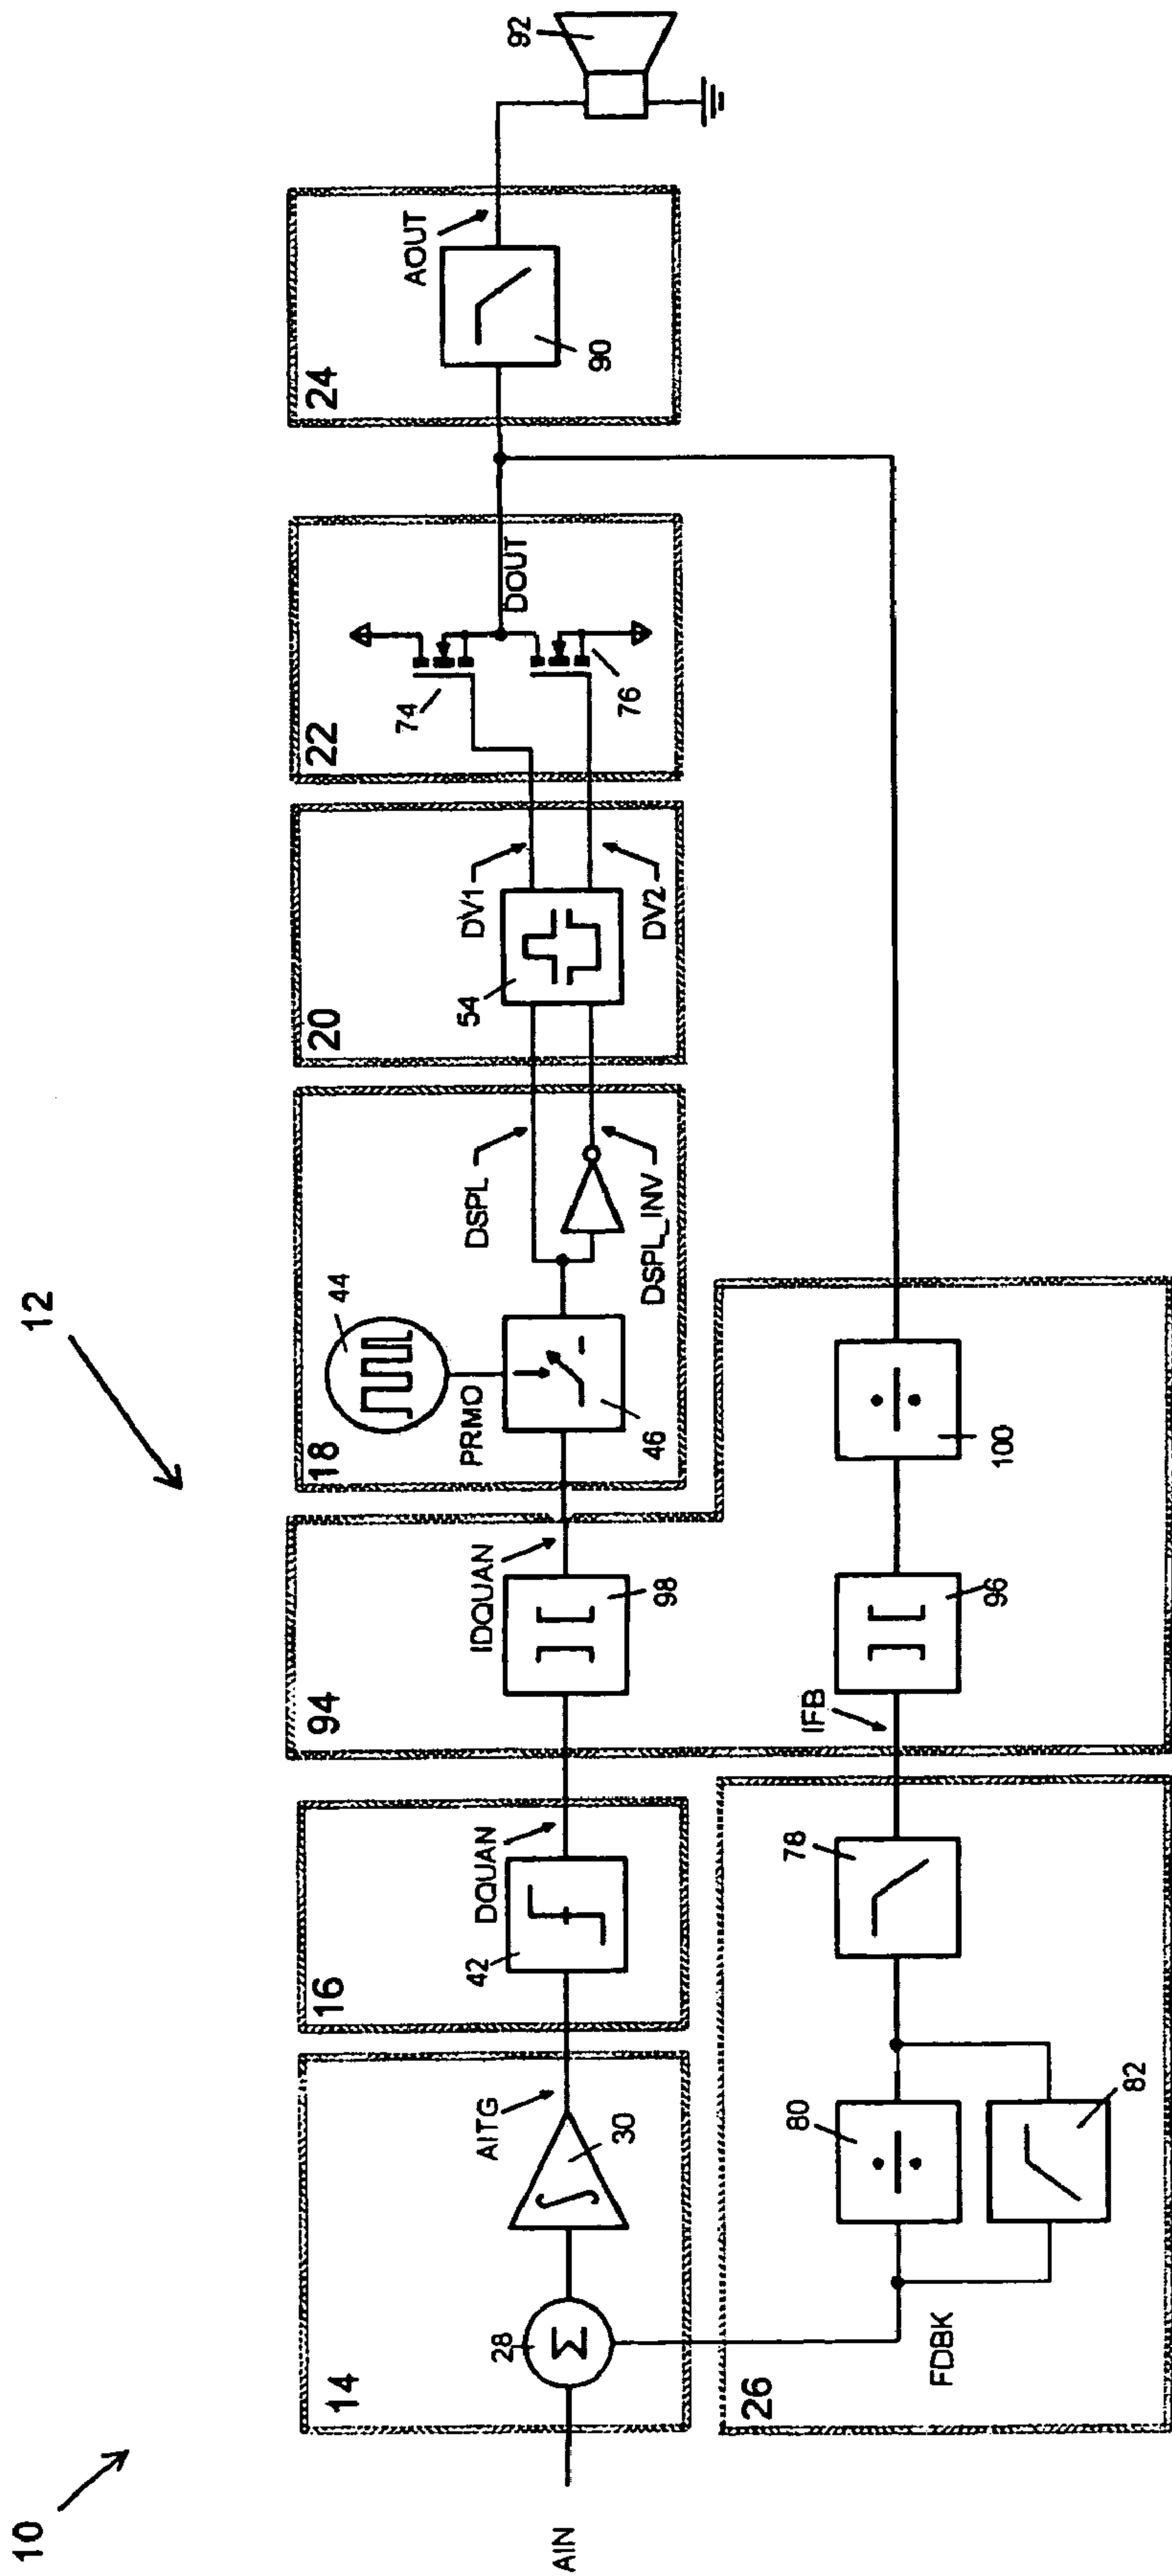 10
12
14
16
94
18
20
22
24
AIN
28
Σ
AITG
30
42
DQUAN
IDQUAN
98
44
PRMO
46
DSPL
DSPL_INV
54
DV1
DV2
74
76
DOUT
AOUT
90
92
26
FDBK
80
82
78
IFB
96
100